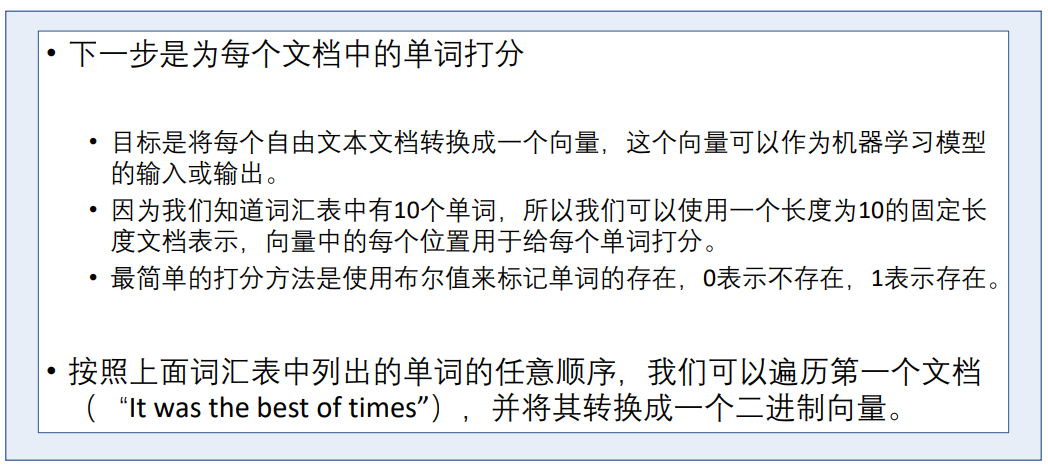 • 下一步是为每个文档中的单词打分
• 目标是将每个自由文本文档转换成一个向量，这个向量可以作为机器学习模型
的输入或输出。
• 因为我们知道词汇表中有10个单词，所以我们可以使用一个长度为10的固定长
度文档表示，向量中的每个位置用于给每个单词打分。
• 最简单的打分方法是使用布尔值来标记单词的存在，0表示不存在，1表示存在。
• 按照上面词汇表中列出的单词的任意顺序，我们可以遍历第一个文档
（“It was the best of times”），并将其转换成一个二进制向量。